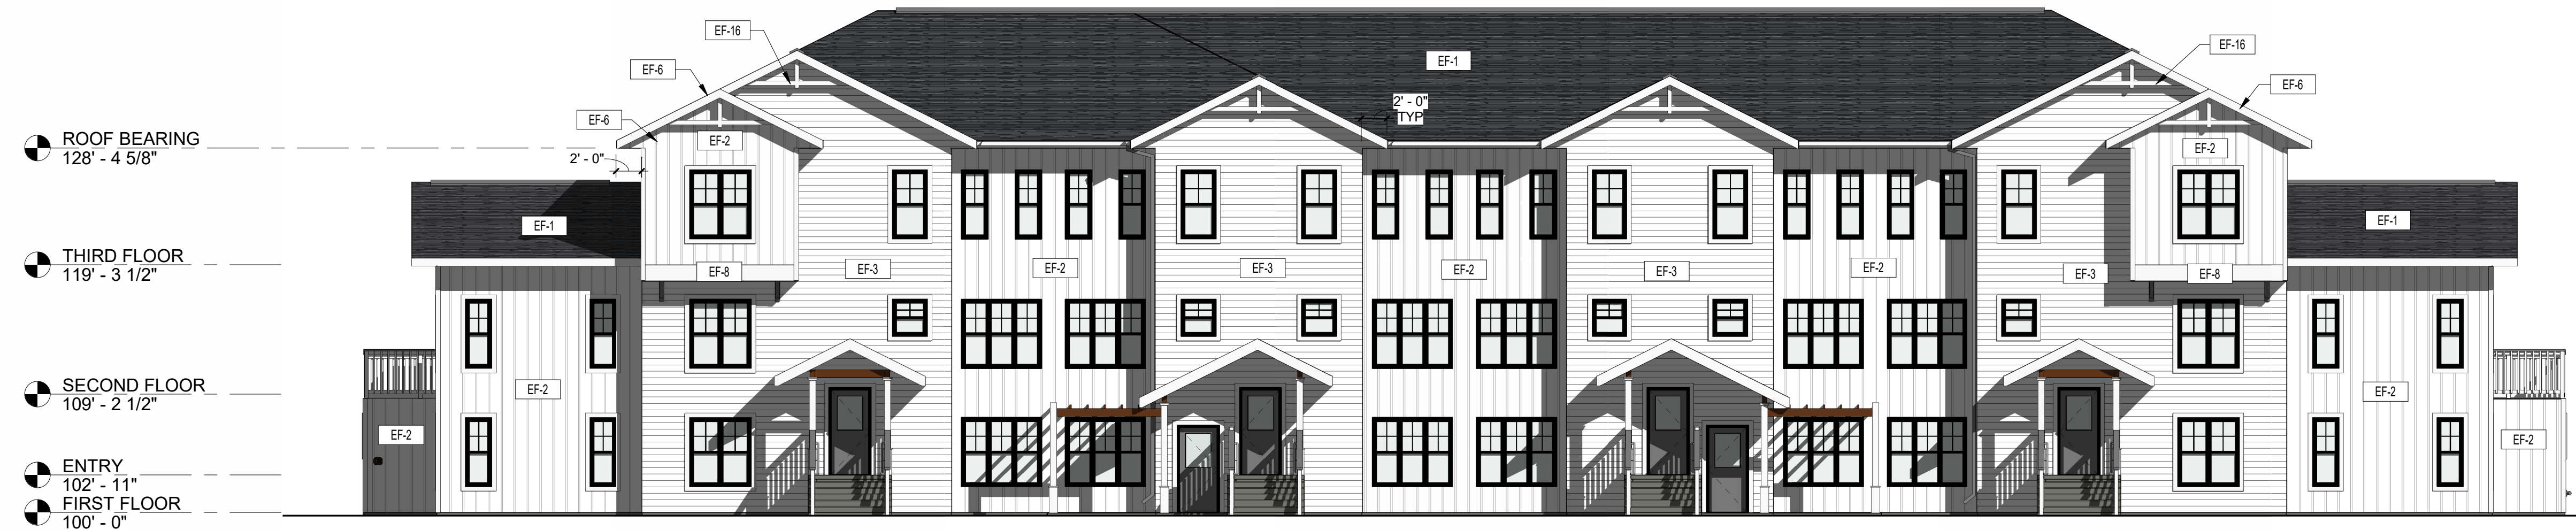 EF-16
EF-16
EF-1
EF-6
EF-6
2' - 0"
TYP
EF-6
ROOF BEARING
128' - 4 5/8"
EF-2
EF-2
2' - 0"
EF-1
EF-1
THIRD FLOOR
119' - 3 1/2"
EF-8
EF-3
EF-2
EF-3
EF-2
EF-3
EF-2
EF-3
EF-8
SECOND FLOOR
109' - 2 1/2"
EF-2
EF-2
EF-2
EF-2
ENTRY
102' - 11"
FIRST FLOOR
100' - 0"